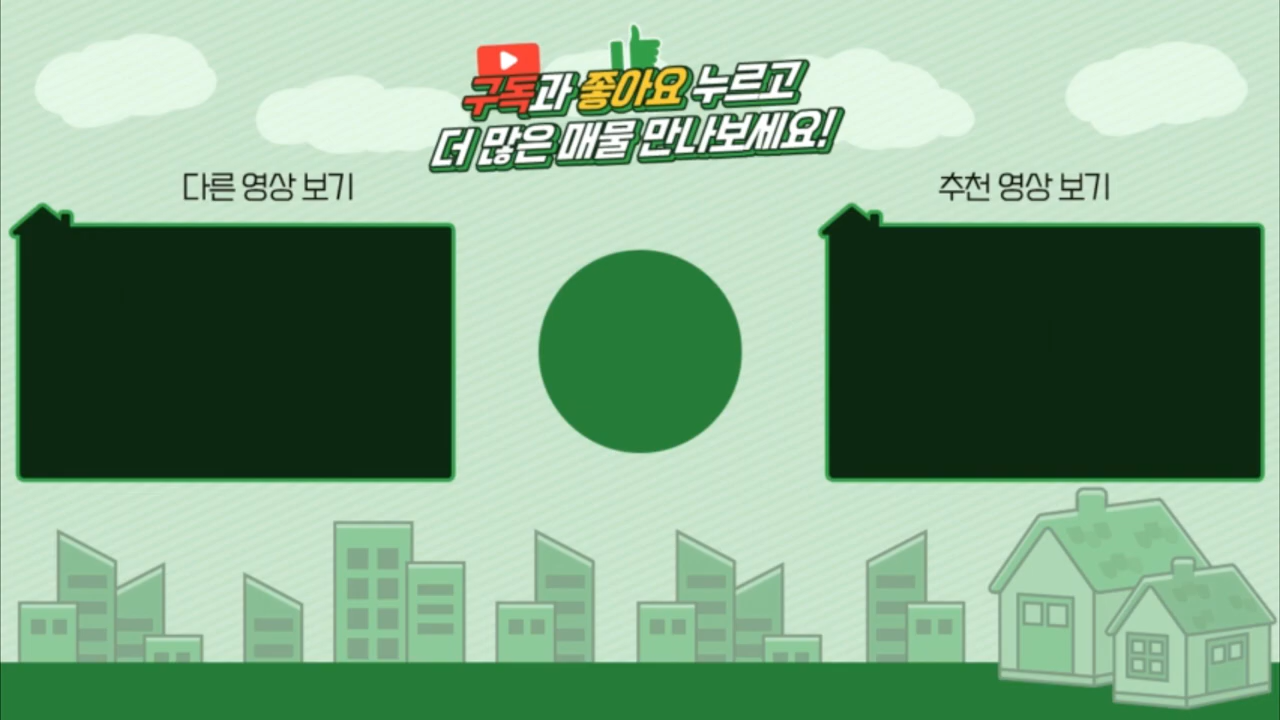 구독과 좋아요 누르고
더 많은 매물 만나보세요!
다른 영상 보기
추천 영상 보기